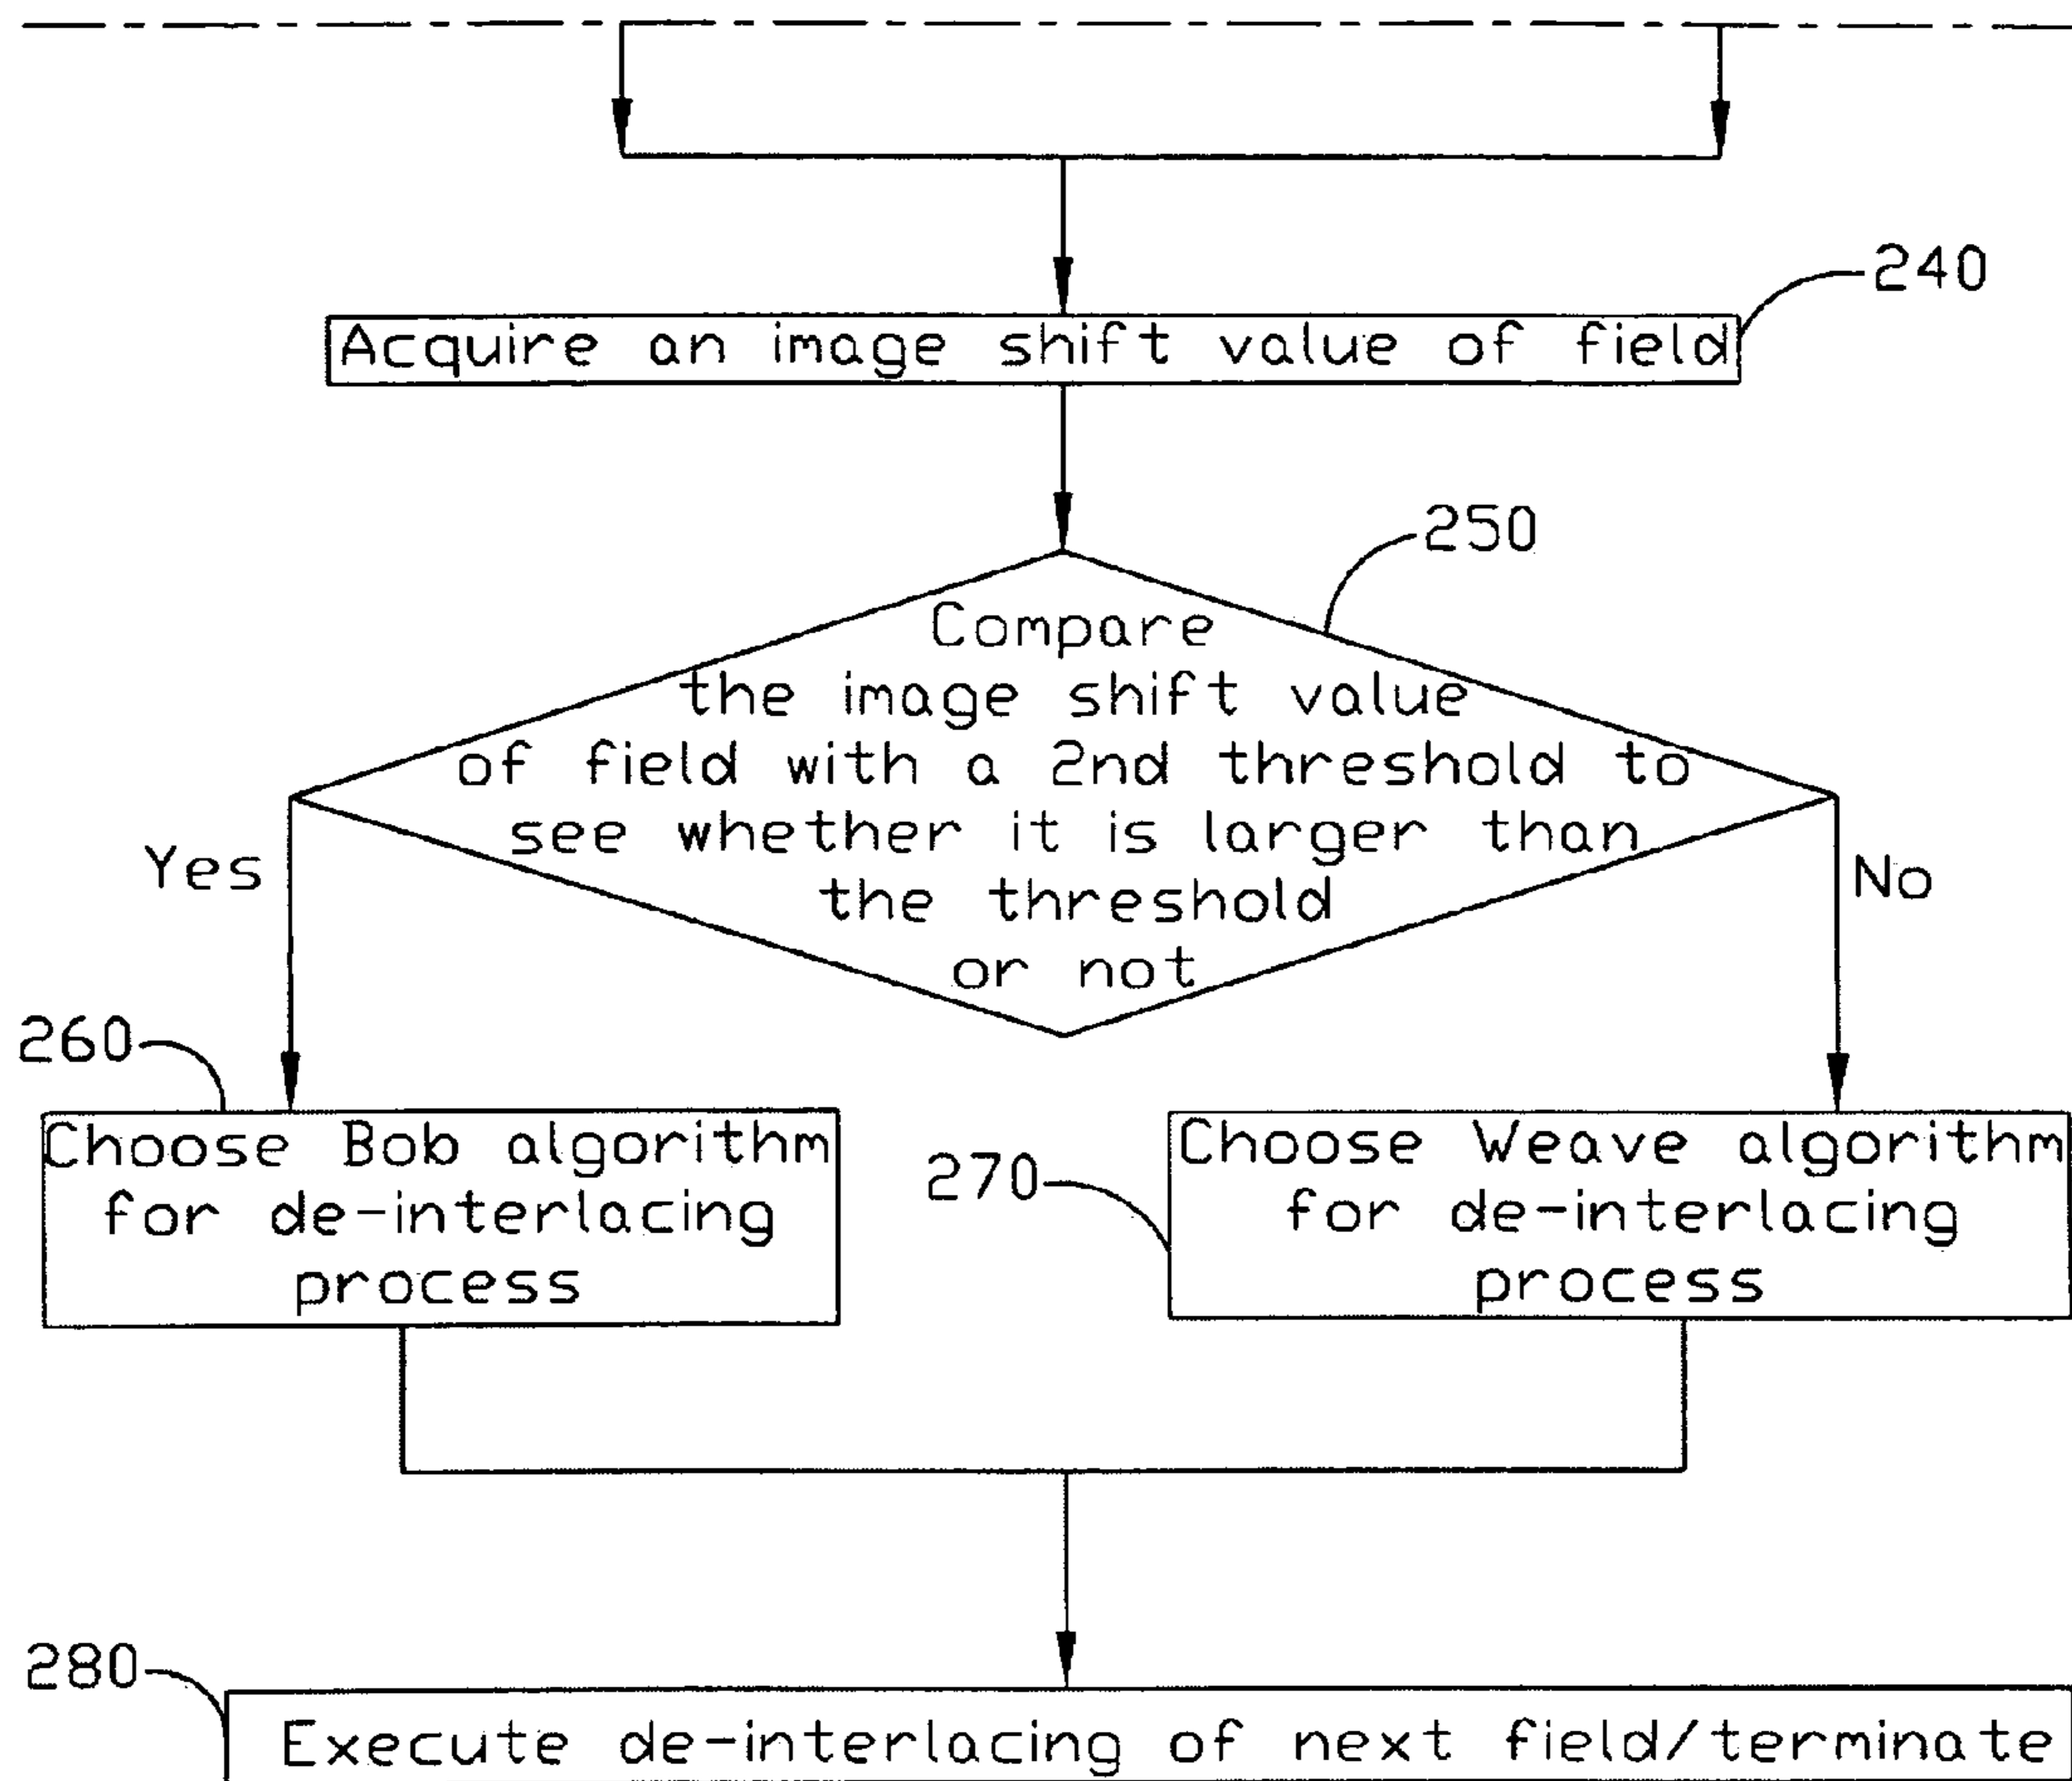 240
Acquire an image shift value of field
250
Compare
the image shift value
of field with a 2nd threshold to
see whether it is larger than
the threshold
or not
Yes
No
260
Choose Bob algorithm
for de-interlacing
process
270
Choose Weave algorithm
for de-interlacing
process
280
Execute de-interlacing of next field/terminate